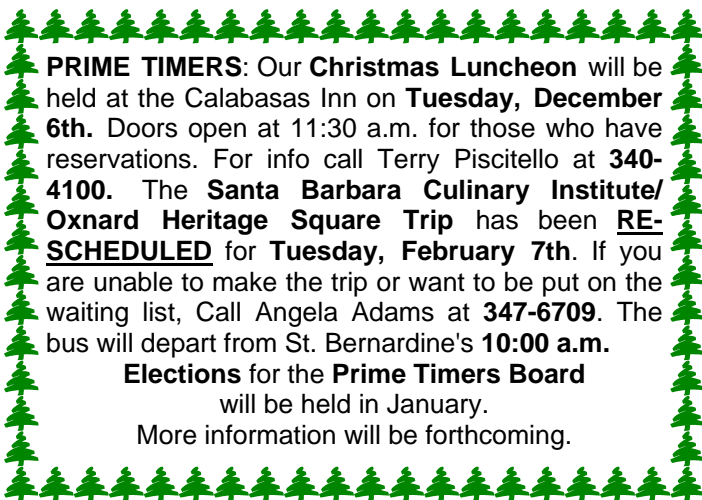 PRIME TIMERS: Our Christmas Luncheon will be
held at the Calabasas Inn on Tuesday, December
6th. Doors open at 11:30 a.m. for those who have
reservations. For info call Terry Piscitello at 340-
4100. The Santa Barbara Culinary Institute/
Oxnard Heritage Square Trip has been RE-
SCHEDULED for Tuesday, February 7th. If you
are unable to make the trip or want to be put on the
waiting list, Call Angela Adams at 347-6709. The
bus will depart from St. Bernardine's 10:00 a.m.
Elections for the Prime Timers Board
will be held in January.
More information will be forthcoming.